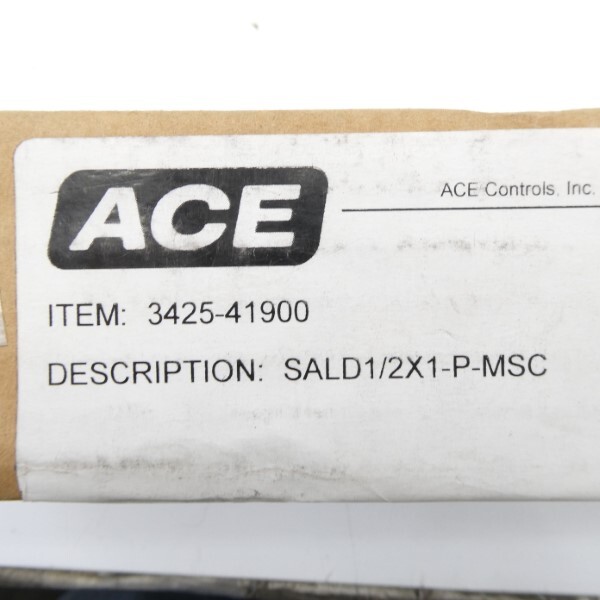 ACE
ACE Controls, Inc.
ITEM: 3425-41900
DESCRIPTION: SALD1/2X1-P-MSC